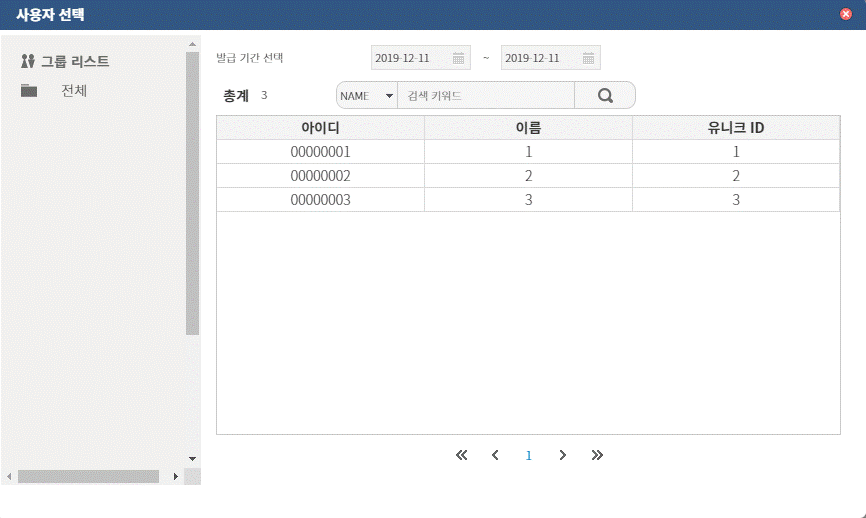 사용자 선택
그룹 리스트
전체
발급 기간 선택 2019-12-11 ~ 2019-12-11
총계 3 NAME 검색 키워드
아이디 이름 유니크 ID
00000001 1 1
00000002 2 2
00000003 3 3
1